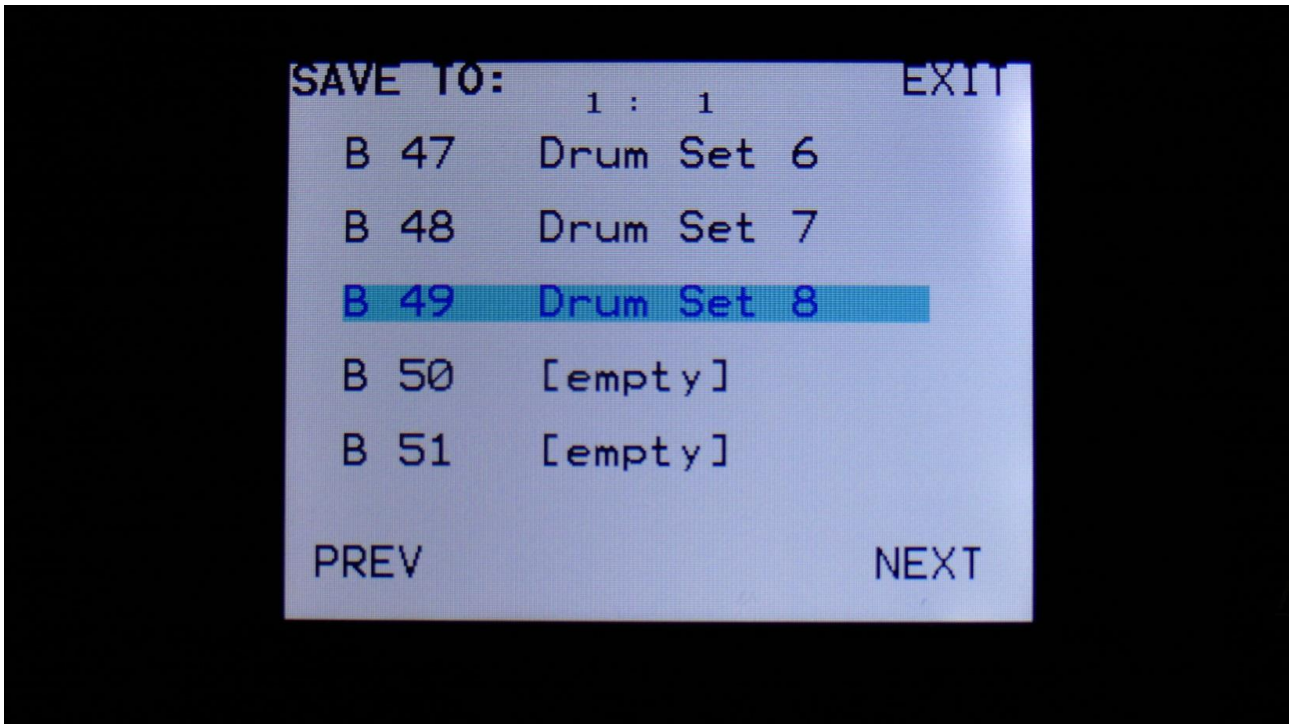 SAVE TO: EXIT
1 : 1
B 47 Drum Set 6
B 48 Drum Set 7
B 49 Drum Set 8
B 50 [empty]
B 51 [empty]
PREV NEXT